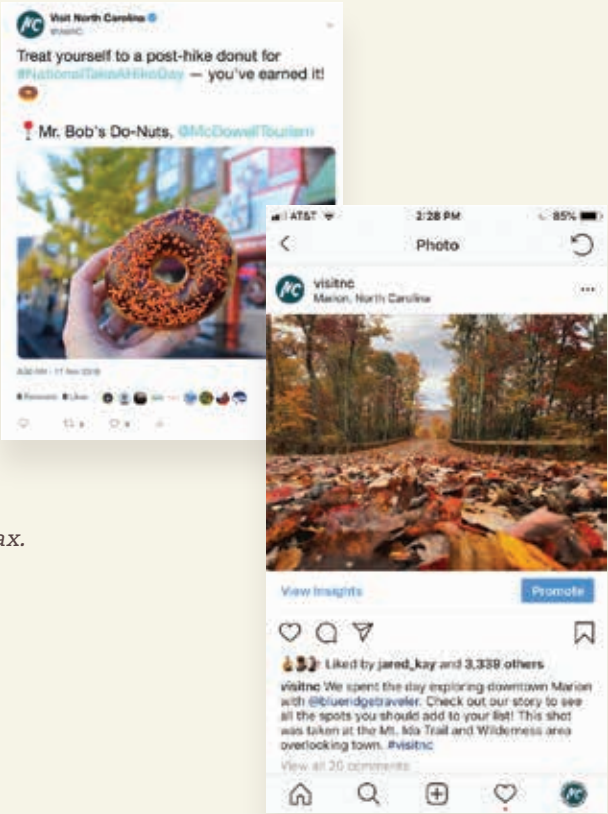 Visit North Carolina
Treat yourself to a post-hike donut for
#NationalTakeAHikeDay — you've earned it!
Mr. Bob's Do-Nuts, @McDowellTourism
ax.
AT&T 2:28 PM 85%
Photo
NC visitnc
Marion, North Carolina
View Insights Promote
Liked by jared_kay and 3,339 others
visitnc We spent the day exploring downtown Marion
with @blueridgetraveler. Check out our story to see
all the spots you should add to your list! This shot
was taken at the Mt. Ida Trail and Wilderness area
overlooking town. #visitnc
View all 20 comments
NC